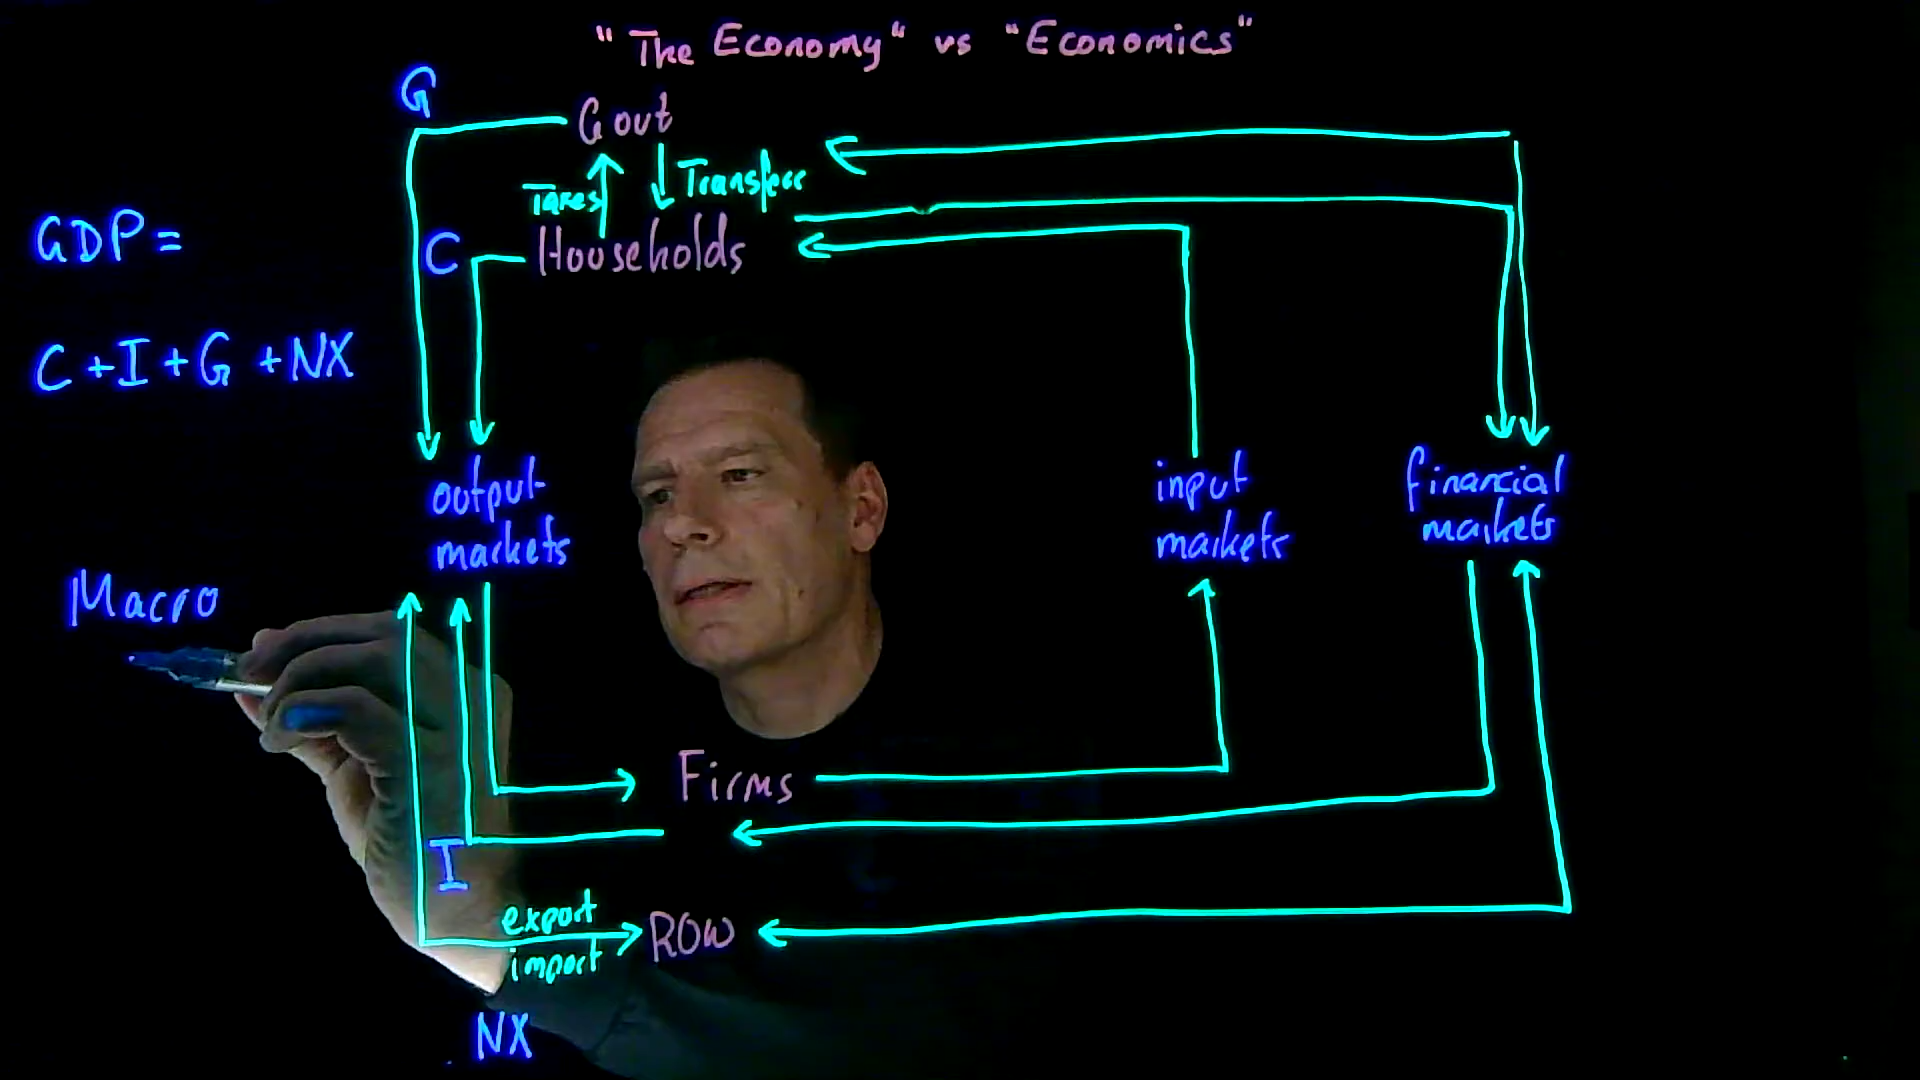 "The Economy" vs "Economics"
G
Gout
Taxes
Transfers
GDP =
C
Households
C + I + G + NX
output
markets
input
markets
financial
markets
Macro
Firms
I
export
import
ROW
NX